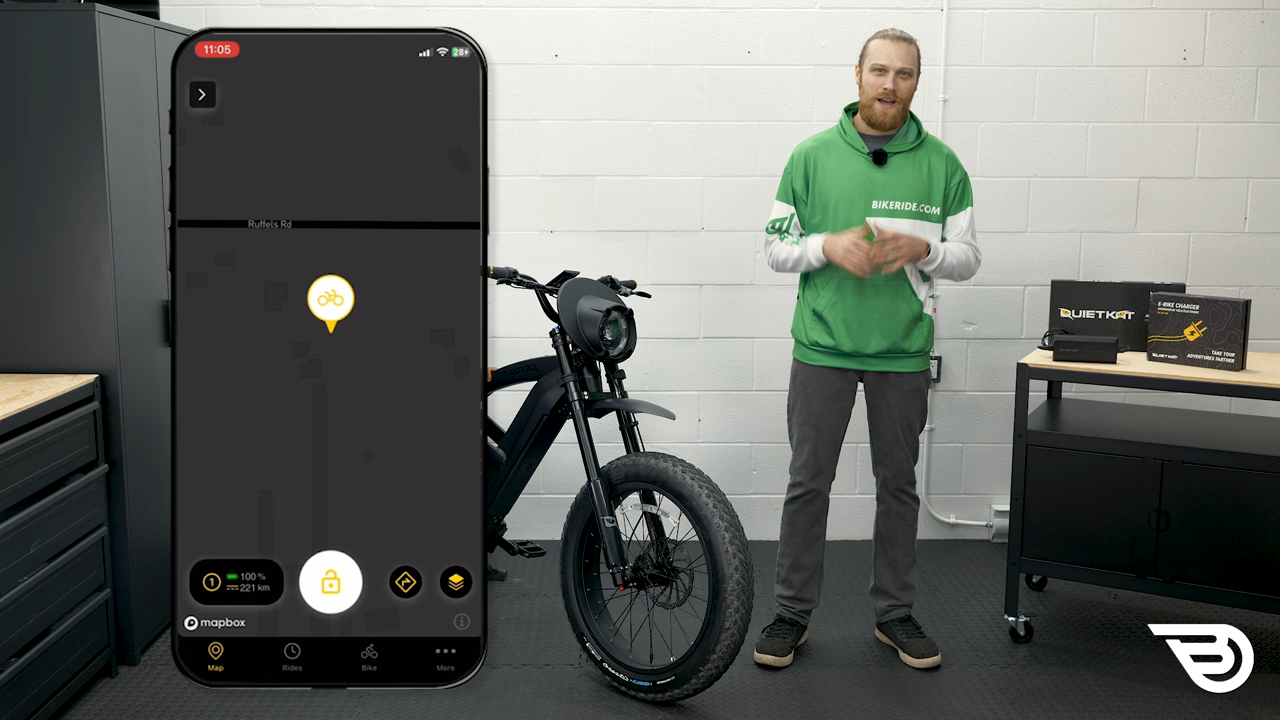 11:05
28
Ruffels Rd
1
100 %
221 km
mapbox
Map
Rides
Bike
More
BIKERIDE.COM
QUIETKAT
E-BIKE CHARGER
TAKE YOUR
ADVENTURES FARTHER
QUIETKAT